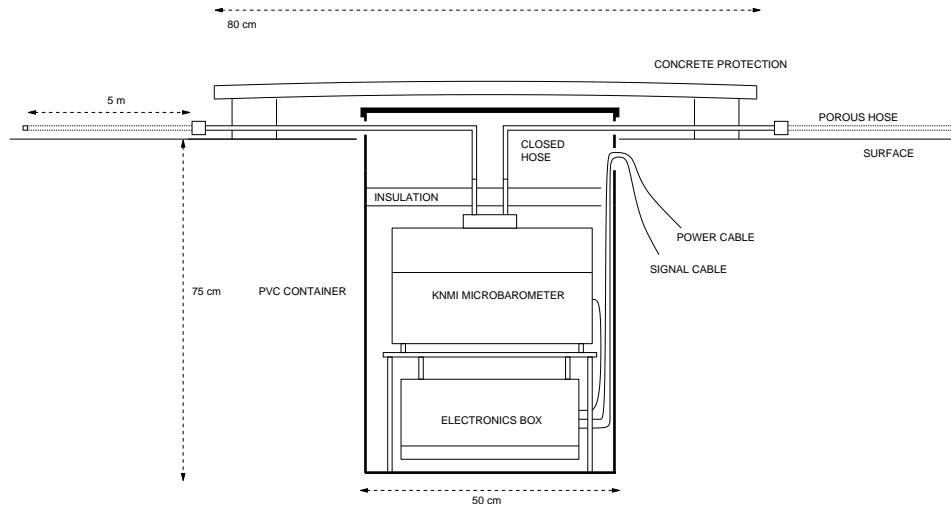 80 cm
CONCRETE PROTECTION
5 m
POROUS HOSE
CLOSED
HOSE
SURFACE
INSULATION
POWER CABLE
SIGNAL CABLE
75 cm
PVC CONTAINER
KNMI MICROBAROMETER
ELECTRONICS BOX
50 cm